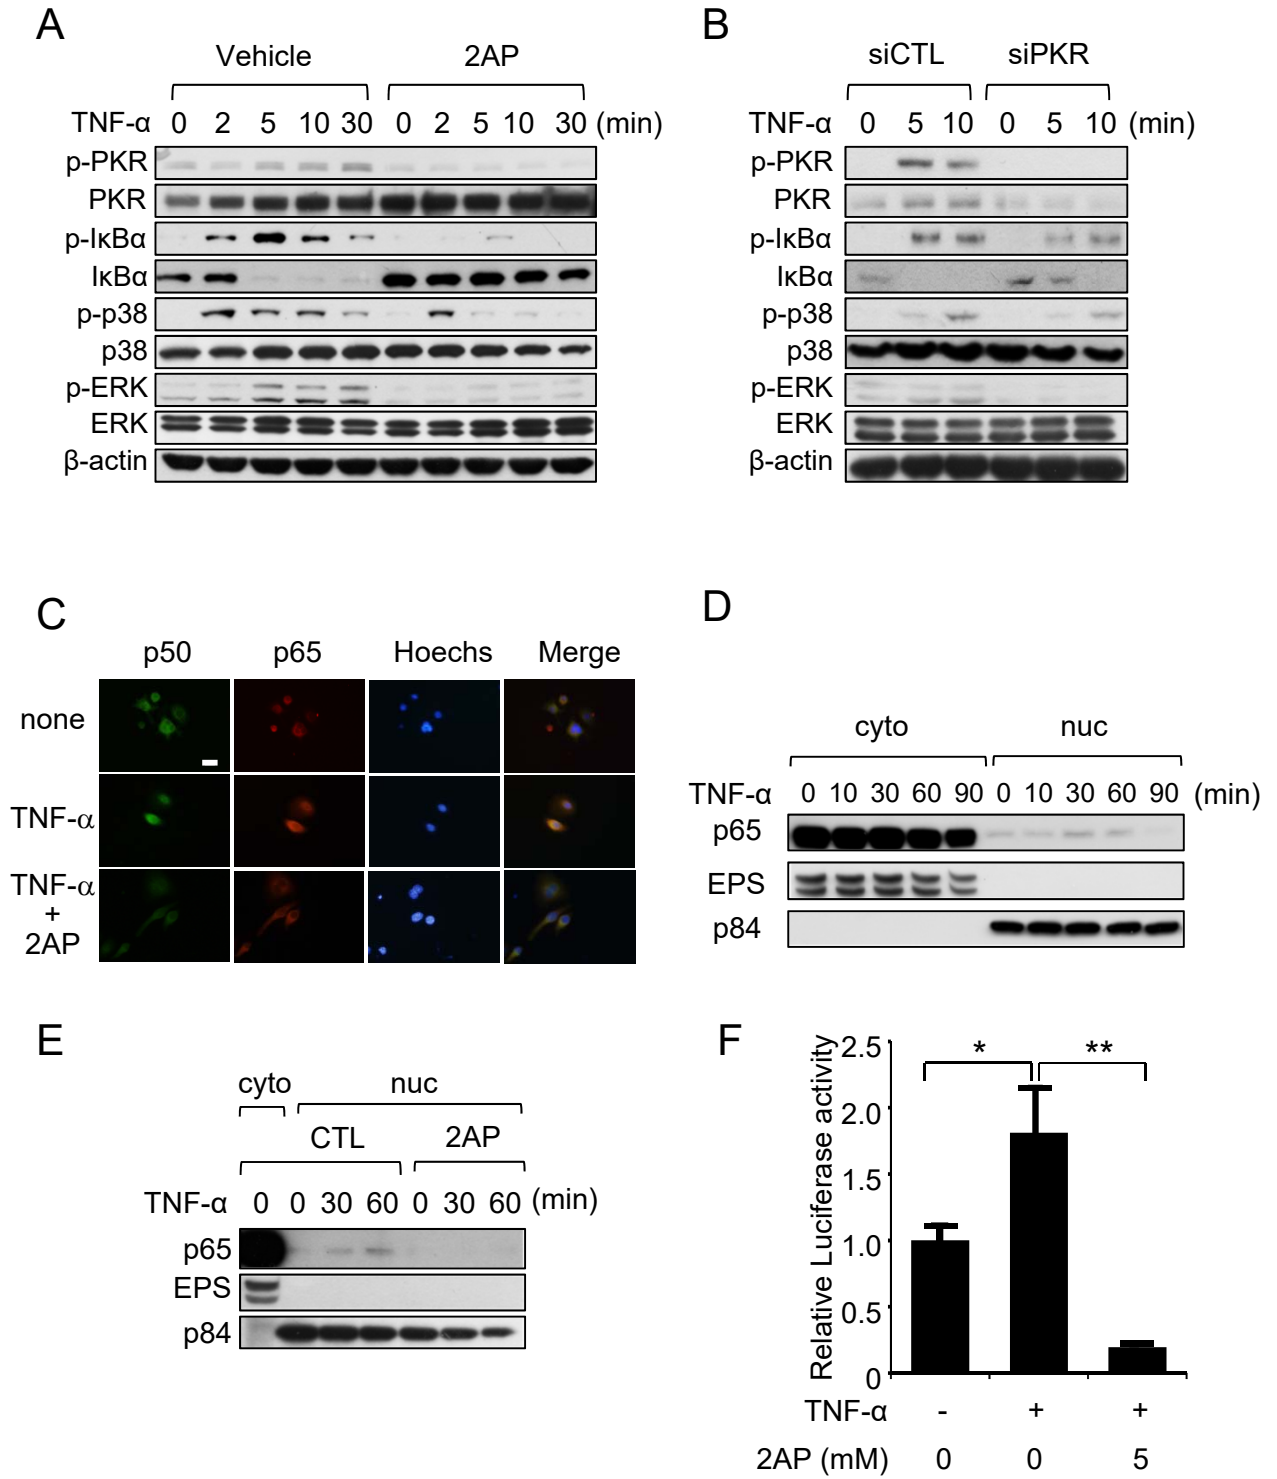 A
Vehicle 2AP
TNF-α 0 2 5 10 30 0 2 5 10 30 (min)
p-PKR
PKR
p-IκBα
IκBα
p-p38
p38
p-ERK
ERK
β-actin
B
siCTL siPKR
TNF-α 0 5 10 0 5 10 (min)
p-PKR
PKR
p-IκBα
IκBα
p-p38
p38
p-ERK
ERK
β-actin
C
p50 p65 Hoechs Merge
none
TNF-α
TNF-α
+
2AP
D
cyto nuc
TNF-α 0 10 30 60 90 0 10 30 60 90 (min)
p65
EPS
p84
E
cyto nuc
CTL 2AP
TNF-α 0 0 30 60 0 30 60 (min)
p65
EPS
p84
F
Relative Luciferase activity
2.5
2.0
1.5
1.0
0.5
0
* **
TNF-α - + +
2AP (mM) 0 0 5